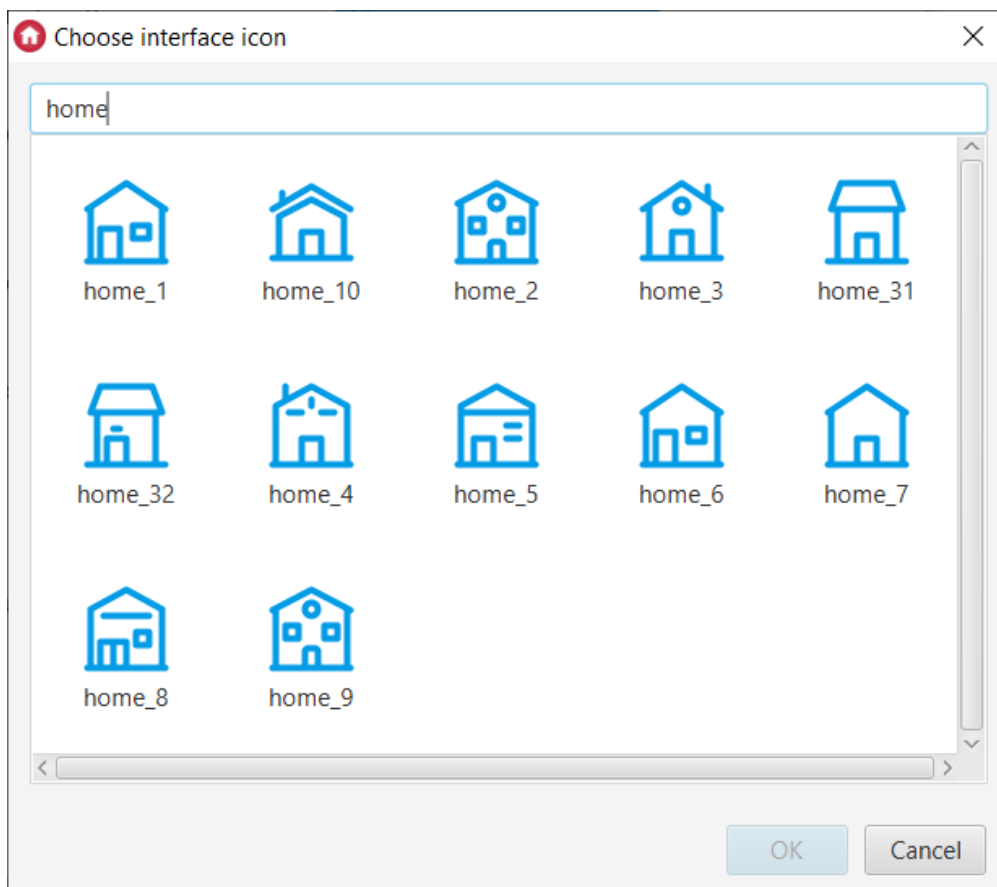 Choose interface icon
home
home_1 home_10 home_2 home_3 home_31
home_32 home_4 home_5 home_6 home_7
home_8 home_9
OK Cancel